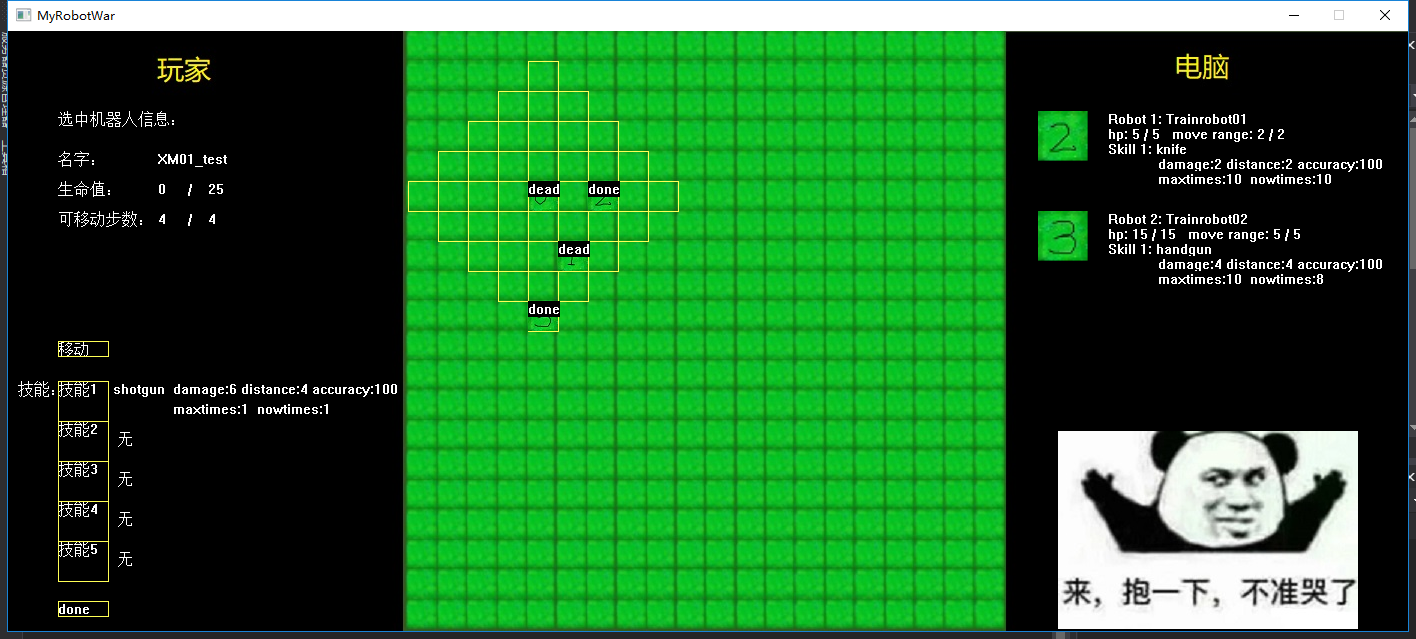 MyRobotWar
玩家
选中机器人信息：
名字： XM01_test
生命值： 0 / 25
可移动步数： 4 / 4
移动
技能： 技能1 shotgun damage:6 distance:4 accuracy:100
maxtimes:1 nowtimes:1
技能2 无
技能3 无
技能4 无
技能5 无
done
dead done
0 2
dead
1
done
3
电脑
2
Robot 1: Trainrobot01
hp: 5 / 5 move range: 2 / 2
Skill 1: knife
damage:2 distance:2 accuracy:100
maxtimes:10 nowtimes:10
3
Robot 2: Trainrobot02
hp: 15 / 15 move range: 5 / 5
Skill 1: handgun
damage:4 distance:4 accuracy:100
maxtimes:10 nowtimes:8
来，抱一下，不准哭了